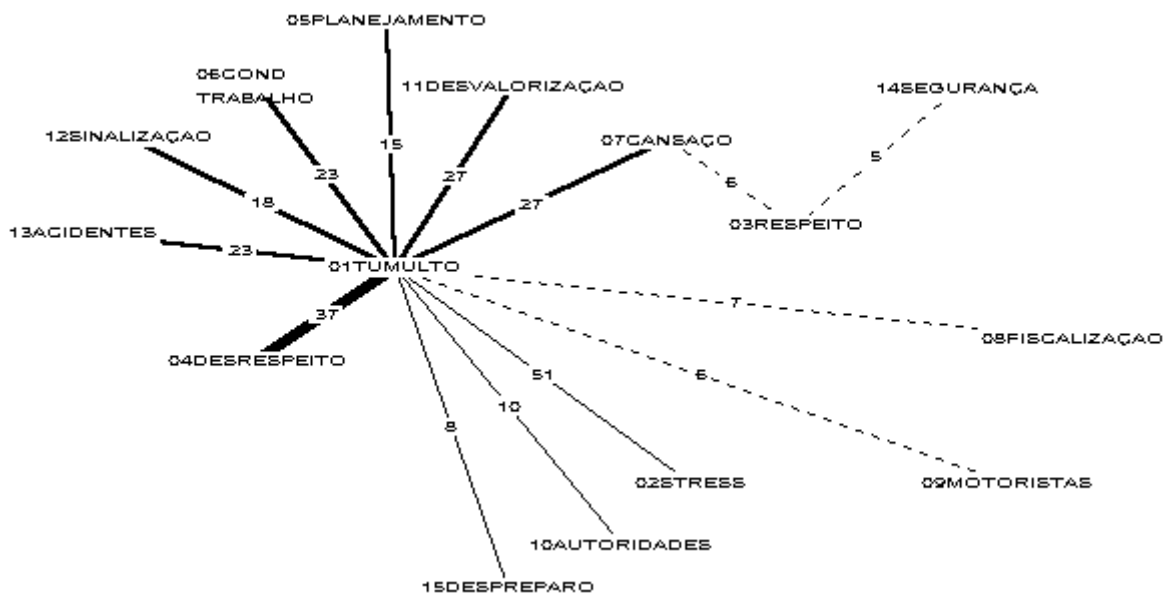 05PLANEJAMENTO
06COND
TRABALHO
11DESVALORIZAÇAO
14SEGURANÇA
12SINALIZAÇAO
07CANSAÇO
15
23
27
6
5
18
27
03RESPEITO
13ACIDENTES
23
01TUMULTO
37
7
04DESRESPEITO
08FISCALIZAÇAO
51
6
10
8
02STRESS
09MOTORISTAS
10AUTORIDADES
15DESPREPARO